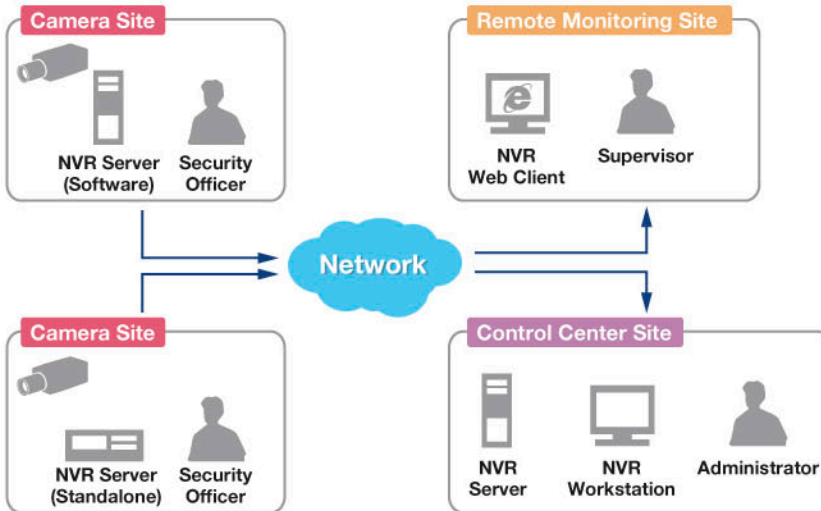 Camera Site
NVR Server
(Software)
Security
Officer
Remote Monitoring Site
NVR
Web Client
Supervisor
Network
Camera Site
NVR Server
(Standalone)
Security
Officer
Control Center Site
NVR
Server
NVR
Workstation
Administrator